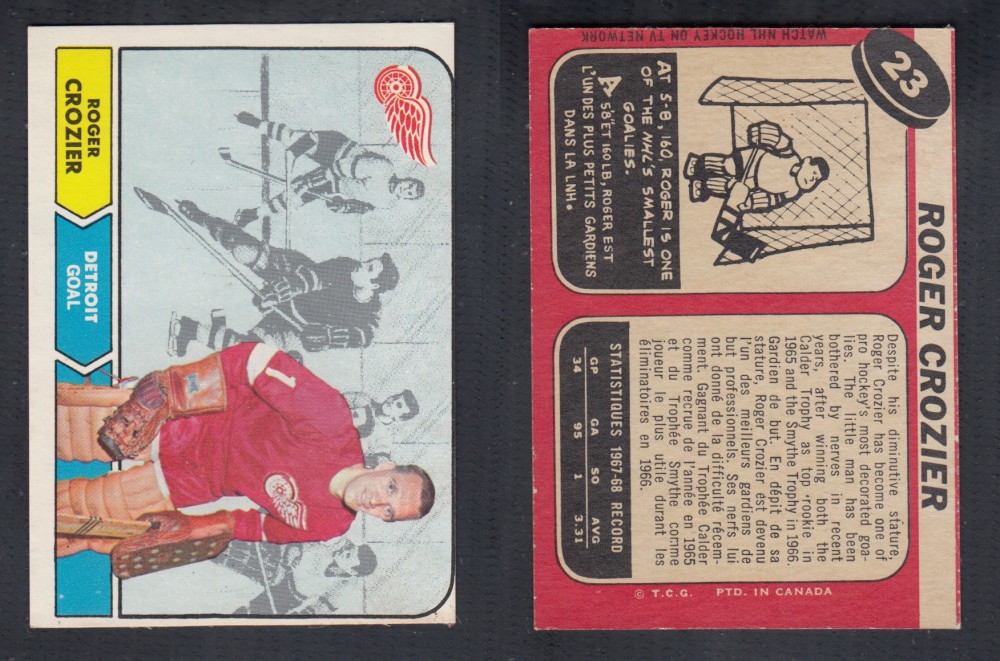 ROGER
CROZIER
DETROIT
GOAL
1
WATCH NHL HOCKEY ON TV NETWORK
23
ROGER CROZIER
AT 5-8, 160, ROGER IS ONE
OF THE NHL'S SMALLEST
GOALIES.
A 5'8" ET 160 LB, ROGER EST
L'UN DES PLUS PETITS GARDIENS
DANS LA LNH.
Despite his diminutive stature,
Roger Crozier has become one of
pro hockey's most decorated goa-
lies. The little man has been
bothered by nerves in recent
years, after winning both the
Calder Trophy as top rookie in
1965 and the Smythe Trophy in 1966.
Gardien de but. En dépit de sa
stature, Roger Crozier est devenu
l'un des meilleurs gardiens de
but professionnels. Ses nerfs lui
ont donné de la difficulté récem-
ment. Gagnant du Trophée Calder
comme recrue de l'année en 1965
et du Trophée Smythe comme
joueur le plus utile durant les
éliminatoires en 1966.
STATISTIQUES 1967-68 RECORD
GP GA SO AVG
34 95 1 3.31
© T.C.G. PTD. IN CANADA